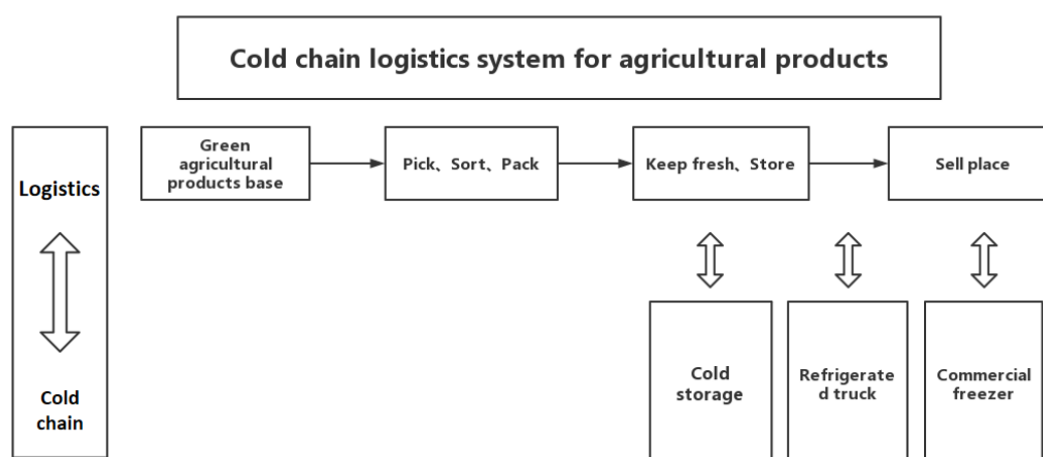 Cold chain logistics system for agricultural products
Logistics
Cold
chain
Green
agricultural
products base
Pick、Sort、Pack
Keep fresh、Store
Sell place
Cold
storage
Refrigerate
d truck
Commercial
freezer